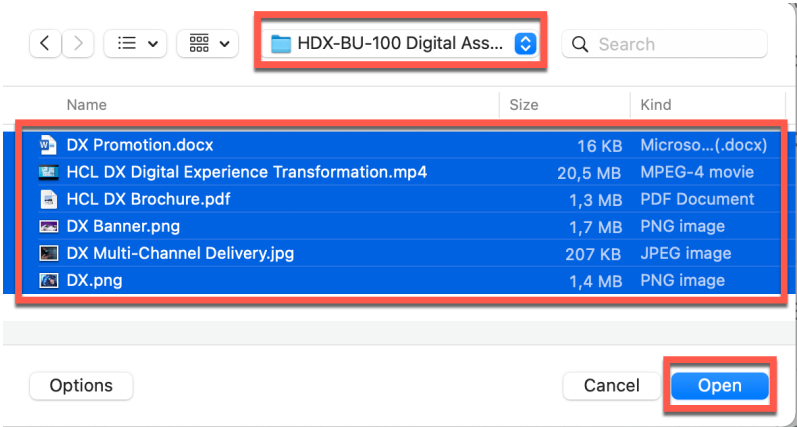 HDX-BU-100 Digital Ass...
Search
Name Size Kind
DX Promotion.docx 16 KB Microso...(.docx)
HCL DX Digital Experience Transformation.mp4 20,5 MB MPEG-4 movie
HCL DX Brochure.pdf 1,3 MB PDF Document
DX Banner.png 1,7 MB PNG image
DX Multi-Channel Delivery.jpg 207 KB JPEG image
DX.png 1,4 MB PNG image
Options Cancel Open